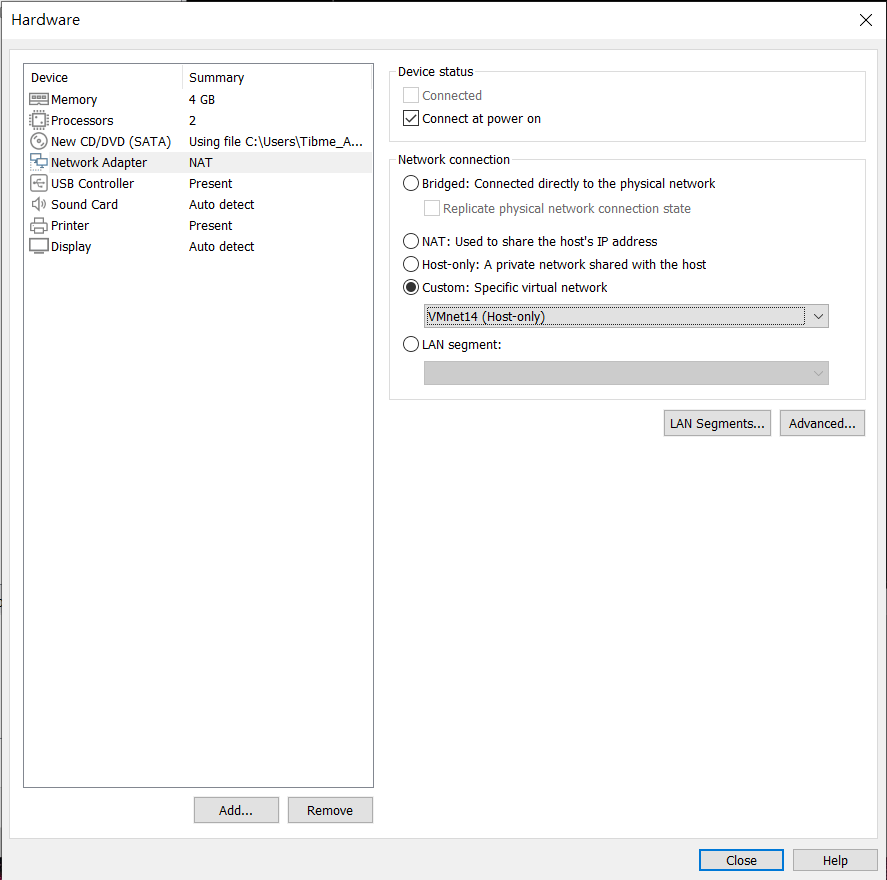 Hardware
Device Summary
Memory 4 GB
Processors 2
New CD/DVD (SATA) Using file C:\Users\Tibme_A...
Network Adapter NAT
USB Controller Present
Sound Card Auto detect
Printer Present
Display Auto detect
Add... Remove
Device status
Connected
Connect at power on
Network connection
Bridged: Connected directly to the physical network
Replicate physical network connection state
NAT: Used to share the host's IP address
Host-only: A private network shared with the host
Custom: Specific virtual network
VMnet14 (Host-only)
LAN segment:
LAN Segments... Advanced...
Close Help